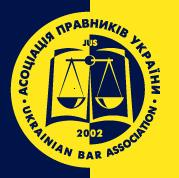 АСОЦІАЦІЯ ПРАВНИКІВ УКРАЇНИ
JUS
2002
UKRAINIAN BAR ASSOCIATION